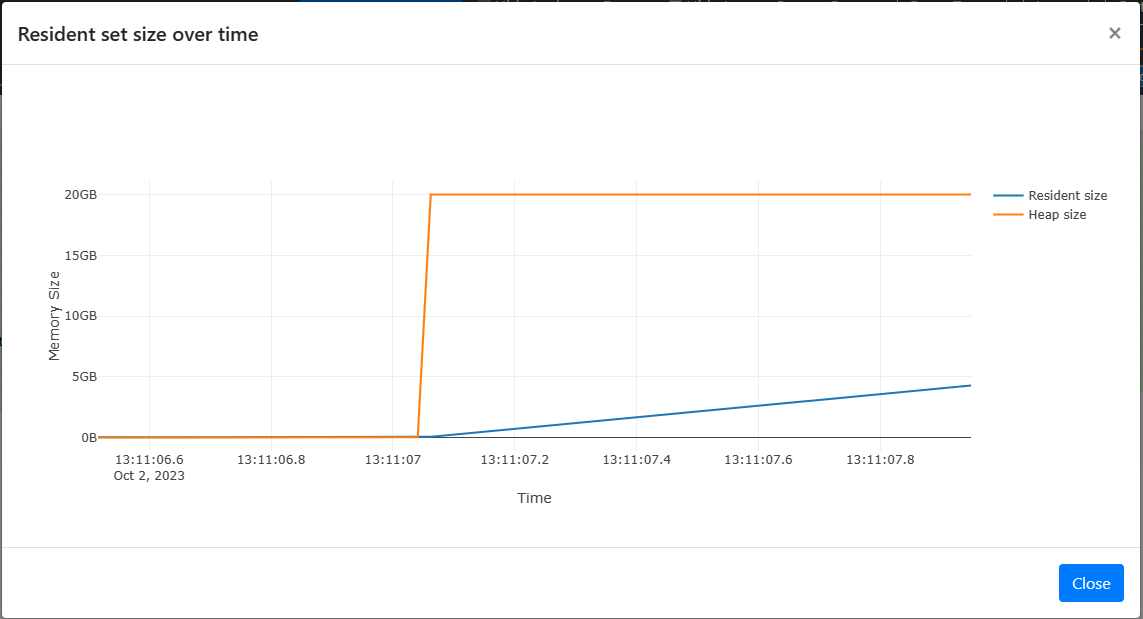 Resident set size over time
×
20GB
15GB
10GB
5GB
0B
Memory Size
13:11:06.6
Oct 2, 2023
13:11:06.8
13:11:07
13:11:07.2
13:11:07.4
13:11:07.6
13:11:07.8
Time
Resident size
Heap size
Close